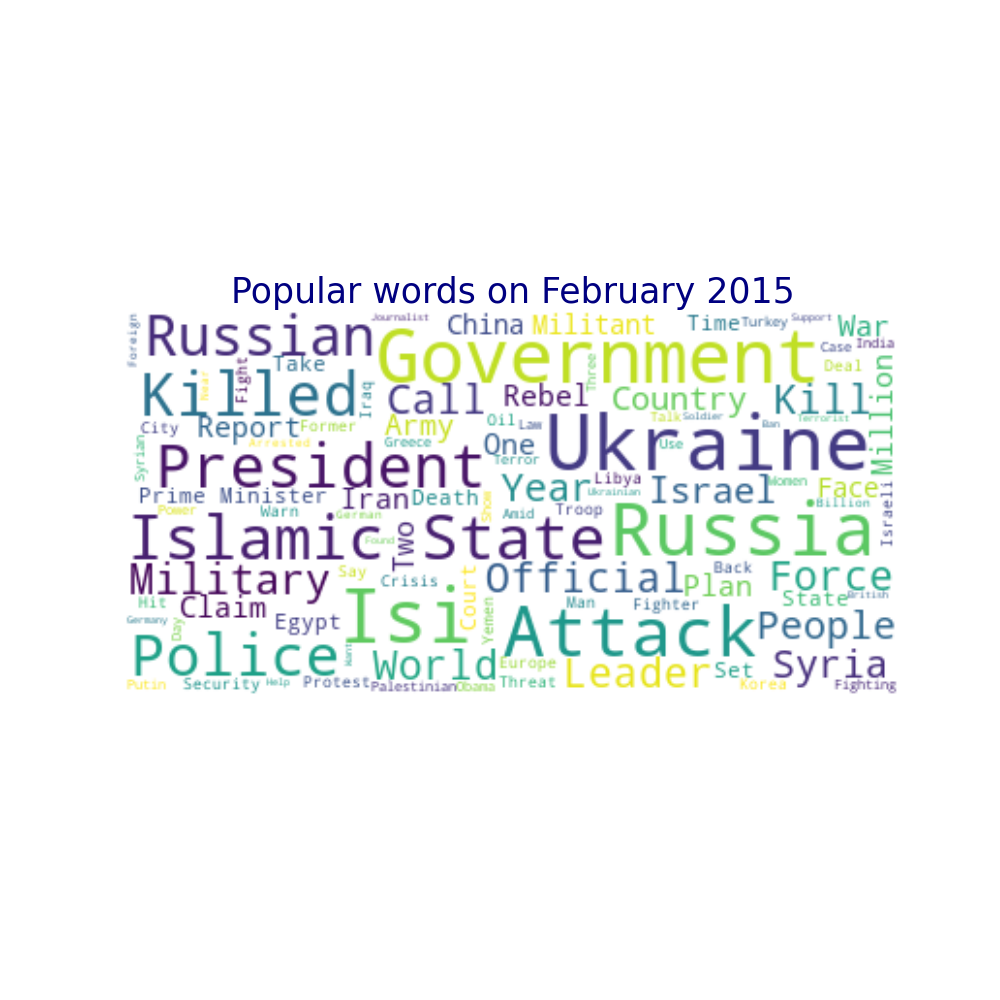 Popular words on February 2015
Foreign
Russian
Journalist
China
Militant
Time
Turkey
Support
War
Government
Case
India
Take
Near
Fight
Three
Deal
Killed
Iraq
Call
Rebel
Country
Kill
Million
City
Report
Former
Army
Oil
Law
Talk
Soldier
Ban
Terrorist
Ukraine
Arrested
Greece
One
Use
Syrian
President
Terror
Prime Minister
Iran
Death
Show
Year
Libya
Ukrainian
Israel
Women
Face
Billion
Israeli
Power
Warn
German
Amid
Troop
Russia
Islamic
Found
Two
State
Military
Say
Crisis
Court
Official
Back
Plan
Force
State
British
Hit
Claim
Isi
Man
Fighter
Germany
Day
Egypt
Yemen
Attack
People
Police
Want
World
Europe
Leader
Set
Syria
Putin
Security
Help
Protest
Palestinian
Obama
Threat
Korea
Fighting